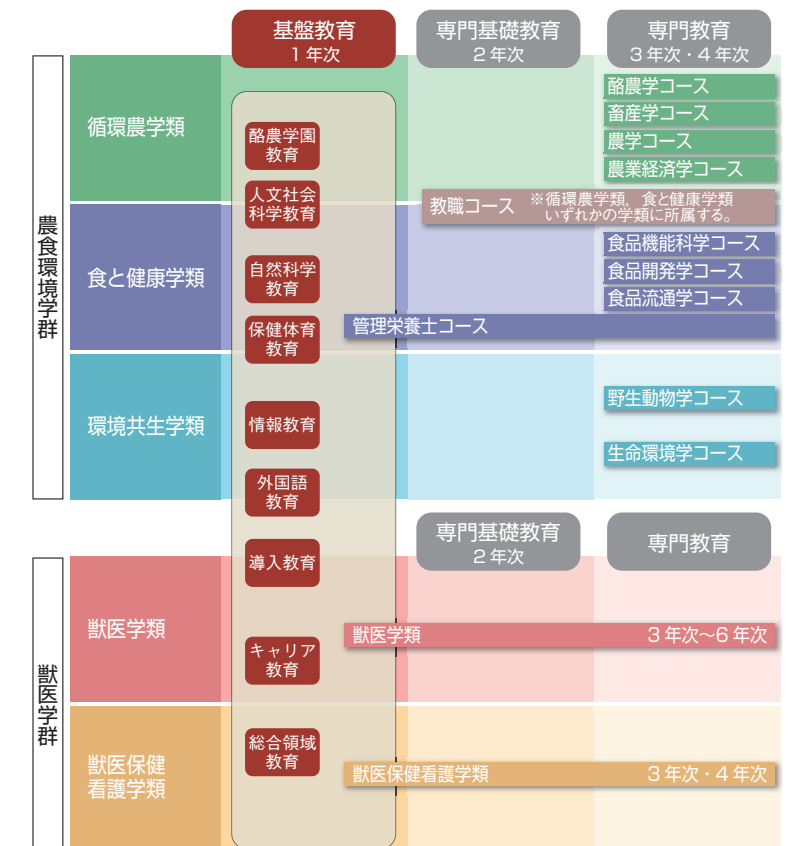 基盤教育
1年次
専門基礎教育
2年次
専門教育
3年次・4年次
農食環境学群
循環農学類
酪農学コース
畜産学コース
農学コース
農業経済学コース
教職コース
※循環農学類，食と健康学類
いずれかの学類に所属する。
食と健康学類
食品機能科学コース
食品開発学コース
食品流通学コース
管理栄養士コース
環境共生学類
野生動物学コース
生命環境学コース
酪農学園
教育
人文社会
科学教育
自然科学
教育
保健体育
教育
情報教育
外国語
教育
導入教育
キャリア
教育
総合領域
教育
専門基礎教育
2年次
専門教育
獣医学群
獣医学類
獣医学類
3年次～6年次
獣医保健
看護学類
獣医保健看護学類
3年次・4年次